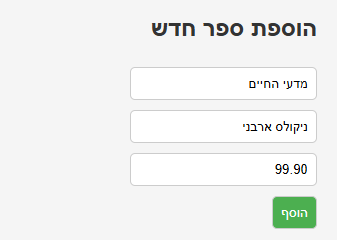 הוספת ספר חדש
מדעי החיים
ניקולס ארבני
99.90
הוסף